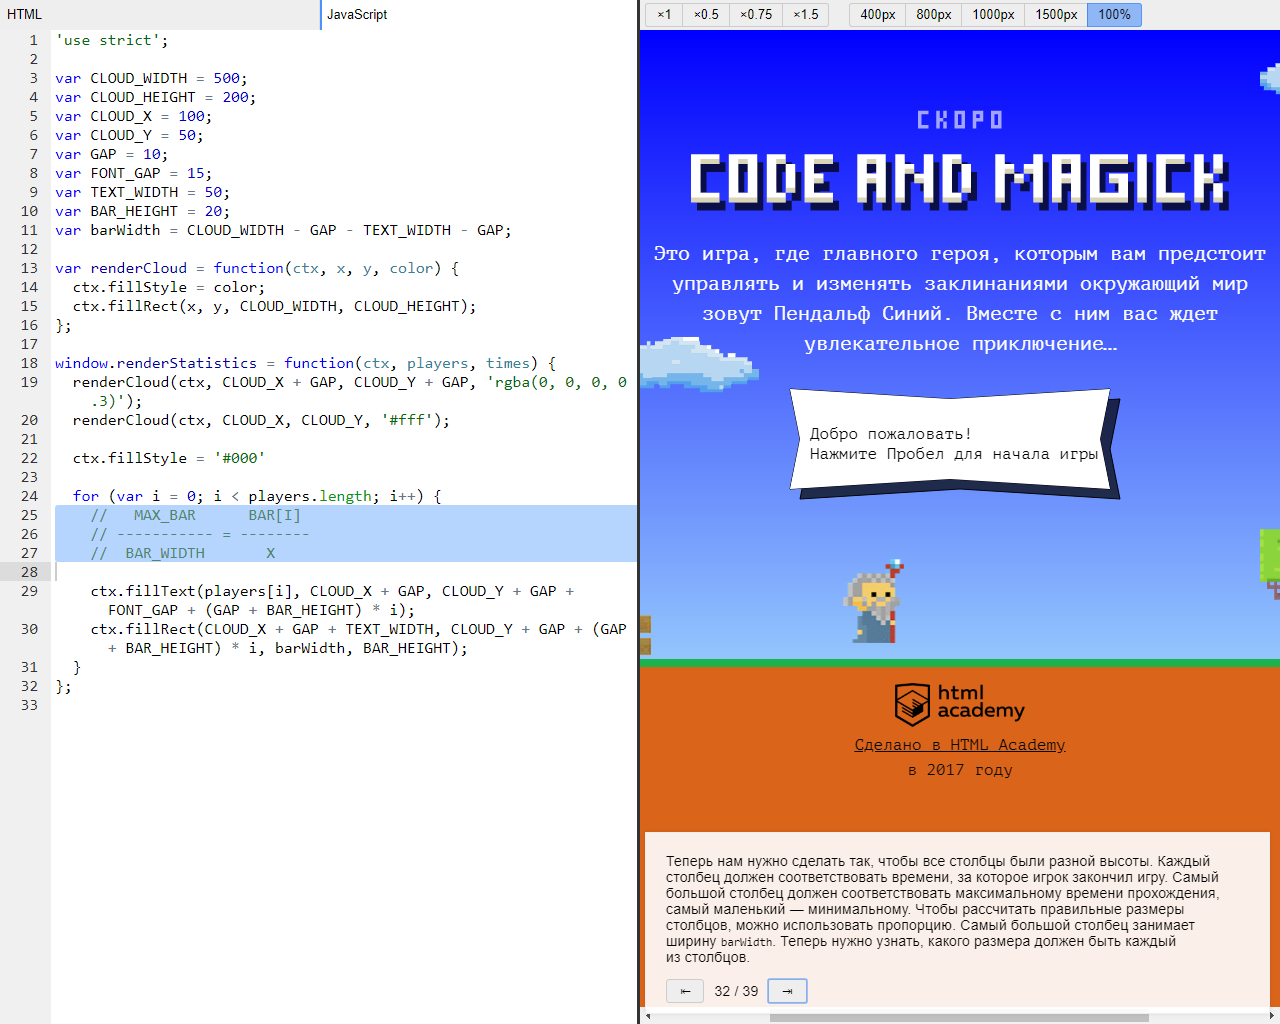 HTML
JavaScript
1 'use strict';
2
3 var CLOUD_WIDTH = 500;
4 var CLOUD_HEIGHT = 200;
5 var CLOUD_X = 100;
6 var CLOUD_Y = 50;
7 var GAP = 10;
8 var FONT_GAP = 15;
9 var TEXT_WIDTH = 50;
10 var BAR_HEIGHT = 20;
11 var barWidth = CLOUD_WIDTH - GAP - TEXT_WIDTH - GAP;
12
13 var renderCloud = function(ctx, x, y, color) {
14 ctx.fillStyle = color;
15 ctx.fillRect(x, y, CLOUD_WIDTH, CLOUD_HEIGHT);
16 };
17
18 window.renderStatistics = function(ctx, players, times) {
19 renderCloud(ctx, CLOUD_X + GAP, CLOUD_Y + GAP, 'rgba(0, 0, 0, 0
.3)');
20 renderCloud(ctx, CLOUD_X, CLOUD_Y, '#fff');
21
22 ctx.fillStyle = '#000'
23
24 for (var i = 0; i < players.length; i++) {
25 // MAX_BAR BAR[I]
26 // ----------- = --------
27 // BAR_WIDTH X
28
29 ctx.fillText(players[i], CLOUD_X + GAP, CLOUD_Y + GAP +
FONT_GAP + (GAP + BAR_HEIGHT) * i);
30 ctx.fillRect(CLOUD_X + GAP + TEXT_WIDTH, CLOUD_Y + GAP + (GAP
+ BAR_HEIGHT) * i, barWidth, BAR_HEIGHT);
31 }
32 };
33
×1 ×0.5 ×0.75 ×1.5 400px 800px 1000px 1500px 100%
СКОРО
CODE AND MAGICK
Это игра, где главного героя, которым вам предстоит
управлять и изменять заклинаниями окружающий мир
зовут Пендальф Синий. Вместе с ним вас ждет
увлекательное приключение…
Добро пожаловать!
Нажмите Пробел для начала игры
html
academy
Сделано в HTML Academy
в 2017 году
Теперь нам нужно сделать так, чтобы все столбцы были разной высоты. Каждый
столбец должен соответствовать времени, за которое игрок закончил игру. Самый
большой столбец должен соответствовать максимальному времени прохождения,
самый маленький — минимальному. Чтобы рассчитать правильные размеры
столбцов, можно использовать пропорцию. Самый большой столбец занимает
ширину barWidth. Теперь нужно узнать, какого размера должен быть каждый
из столбцов.
⇤ 32 / 39 ⇥